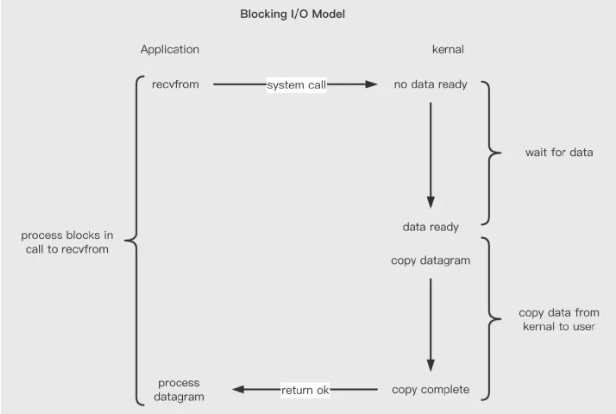 Blocking I/O Model
Application
kernal
recvfrom
system call
no data ready
wait for data
data ready
process blocks in
call to recvfrom
copy datagram
copy data from
kernal to user
process
datagram
return ok
copy complete